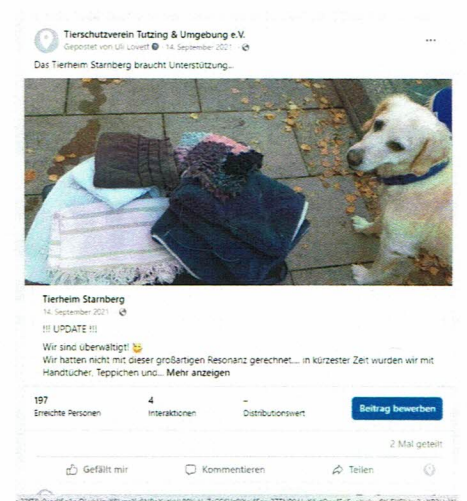 Tierschutzverein Tutzing & Umgebung e.V.
Gepostet von Uli Lovett · 14. September 2021 ·
Das Tierheim Starnberg braucht Unterstützung...
Tierheim Starnberg
14. September 2021 ·
!!! UPDATE !!!
Wir sind überwältigt!
Wir hatten nicht mit dieser großartigen Resonanz gerechnet.... in kürzester Zeit wurden wir mit
Handtücher, Teppichen und... Mehr anzeigen
197
Erreichte Personen
4
Interaktionen
–
Distributionswert
Beitrag bewerben
2 Mal geteilt
Gefällt mir
Kommentieren
Teilen